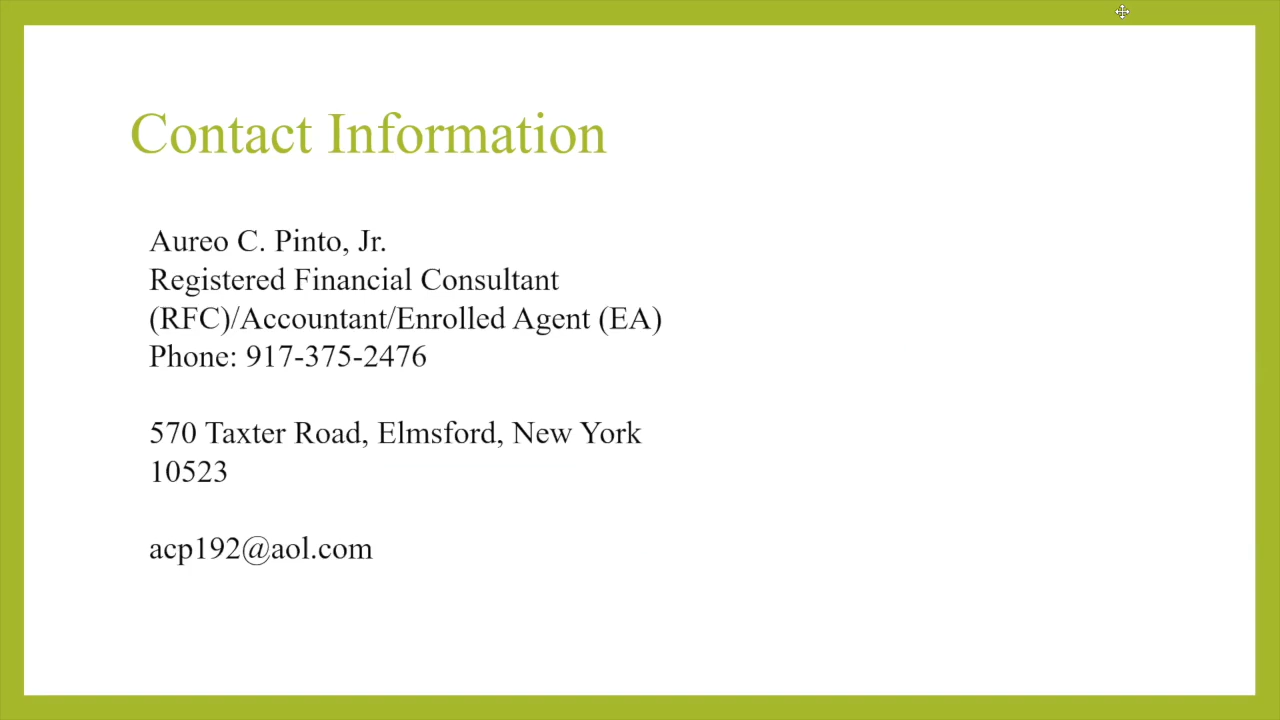 Contact Information
Aureo C. Pinto, Jr.
Registered Financial Consultant
(RFC)/Accountant/Enrolled Agent (EA)
Phone: 917-375-2476
570 Taxter Road, Elmsford, New York
10523
acp192@aol.com